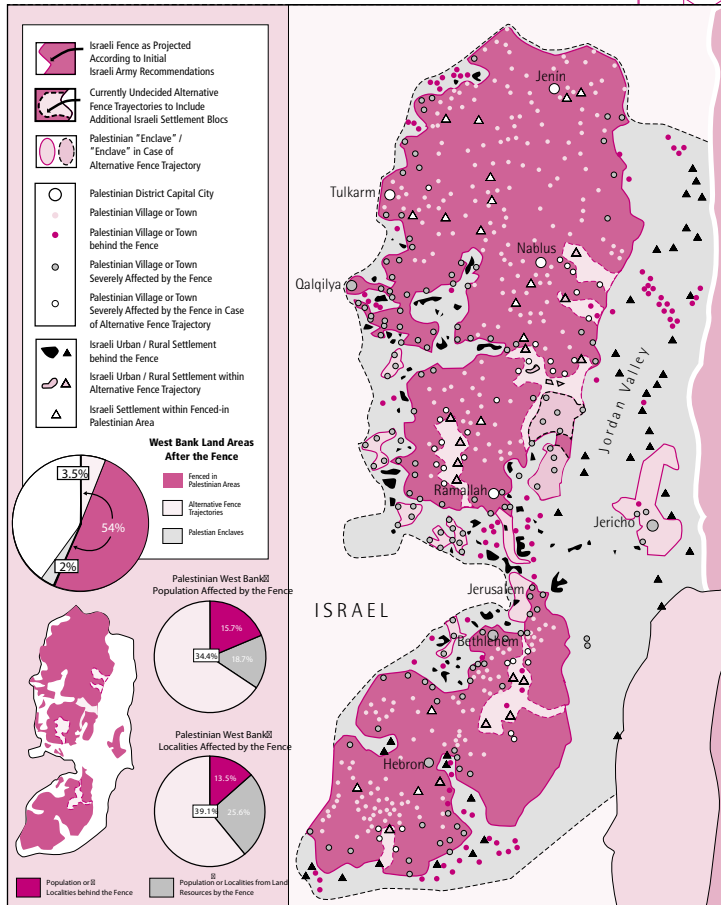 Israeli Fence as Projected
According to Initial
Israeli Army Recommendations
Currently Undecided Alternative
Fence Trayectories to Include
Additional Israeli Settlement Blocs
Palestinian "Enclave" /
"Enclave" in Case of
Alternative Fence Trajectory
Palestinian District Capital City
Palestinian Village or Town
Palestinian Village or Town
behind the Fence
Palestinian Village or Town
Severely Affected by the Fence
Palestinian Village or Town
Severely Affected by the Fence in Case
of Alternative Fence Trajectory
Israeli Urban / Rural Settlement
behind the Fence
Israeli Urban / Rural Settlement within
Alternative Fence Trajectory
Israeli Settlement within Fenced-in
Palestinian Area
West Bank Land Areas
After the Fence
Fenced in
Palestinian Areas
Alternative Fence
Trajectories
Palestian Enclaves
3.5%
54%
2%
Palestinian West Bank
Population Affected by the Fence
15.7%
34.4%
18.7%
Palestinian West Bank
Localities Affected by the Fence
13.5%
39.1%
25.6%
Population or
Localities behind the Fence
Population or Localities from Land
Resources by the Fence
Jenin
Tulkarm
Nablus
Qalqilya
Jordan Valley
Ramallah
Jericho
Jerusalem
ISRAEL
Bethlehem
Hebron